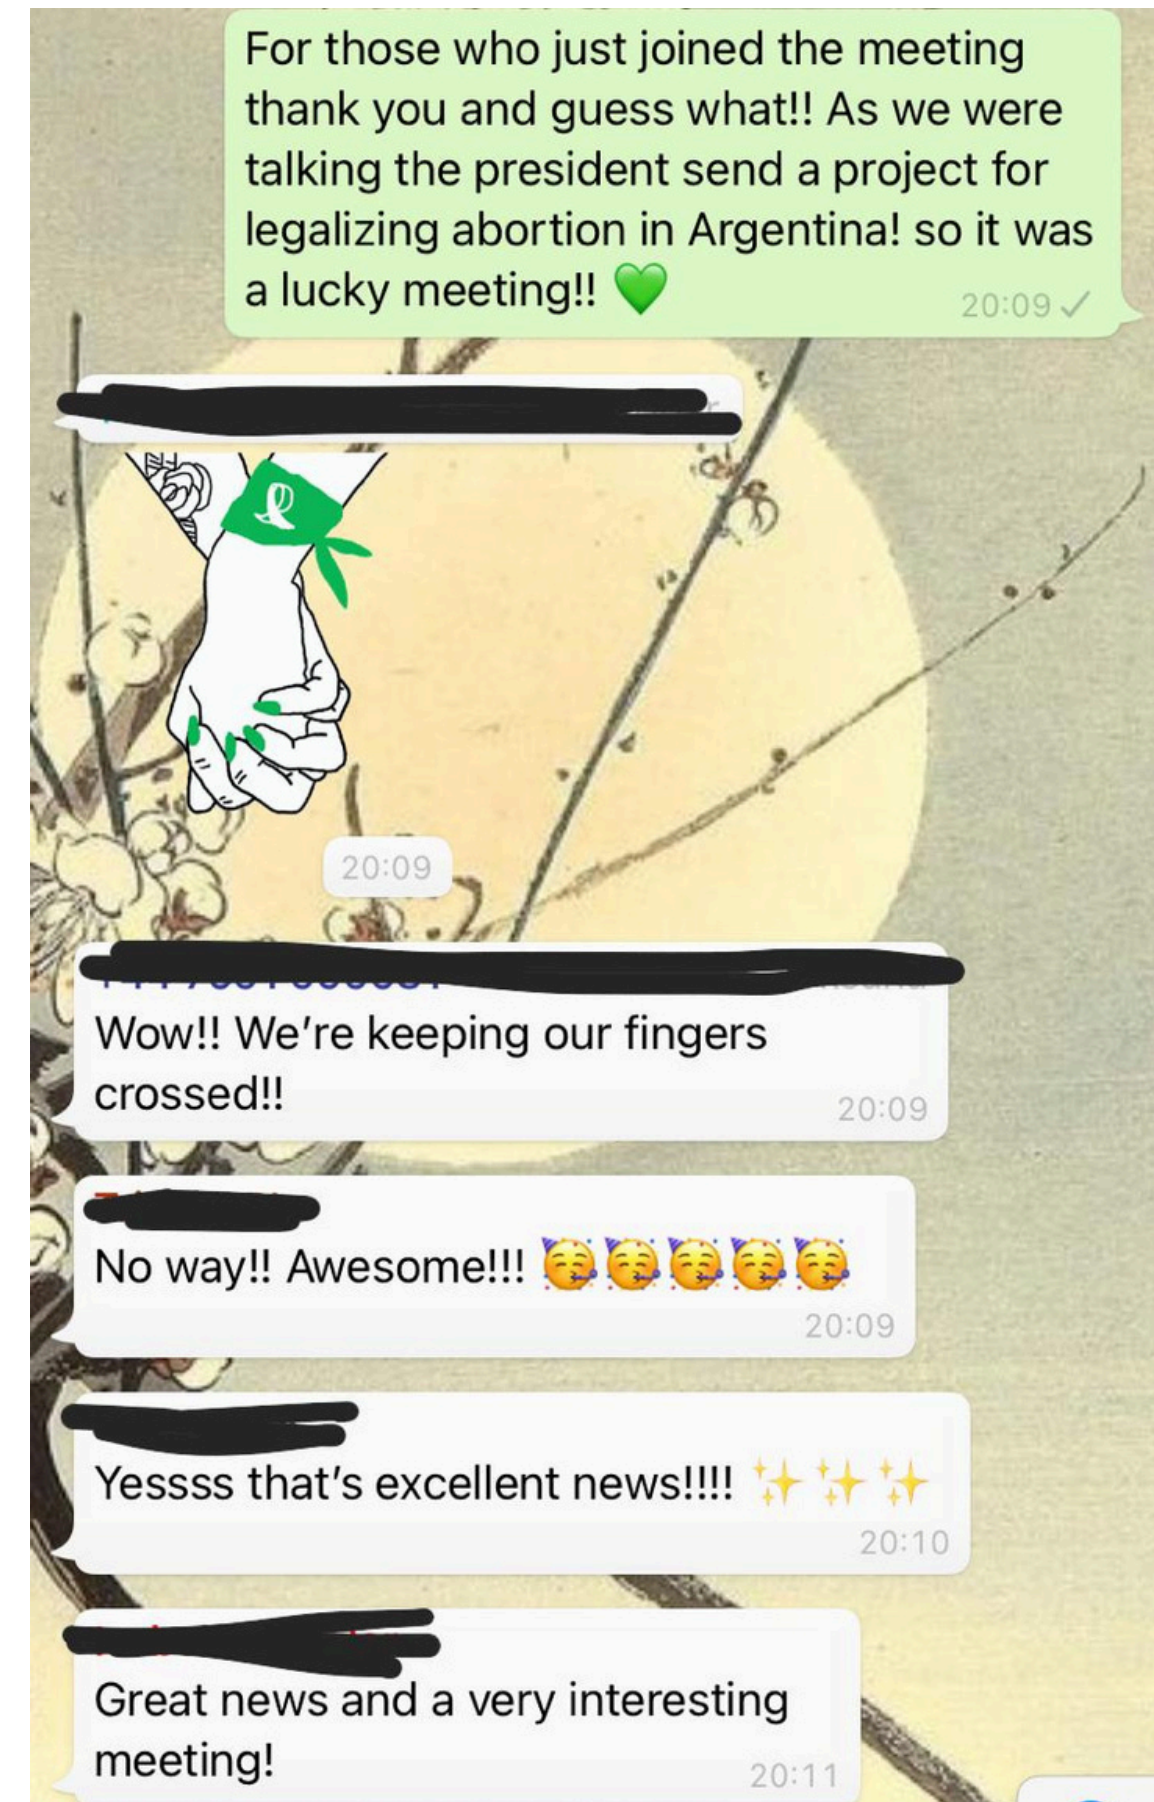 For those who just joined the meeting
thank you and guess what!! As we were
talking the president send a project for
legalizing abortion in Argentina! so it was
a lucky meeting!! 💚
20:09
20:09
Wow!! We're keeping our fingers
crossed!!
20:09
No way!! Awesome!!! 🥳🥳🥳🥳🥳
20:09
Yessss that's excellent news!!!! ✨✨✨
20:10
Great news and a very interesting
meeting!
20:11